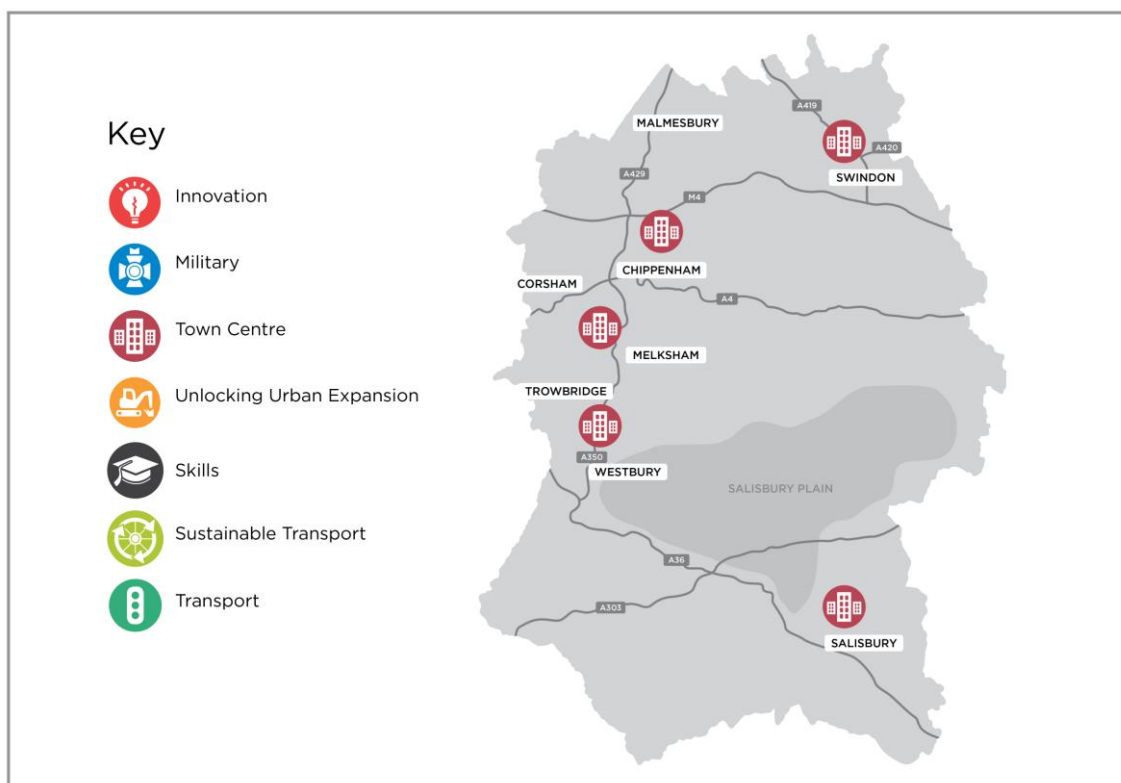 Key
Innovation
Military
Town Centre
Unlocking Urban Expansion
Skills
Sustainable Transport
Transport
MALMESBURY
A419
A420
SWINDON
A429
M4
CHIPPENHAM
CORSHAM
A4
MELKSHAM
TROWBRIDGE
A350
WESTBURY
SALISBURY PLAIN
A36
A303
SALISBURY